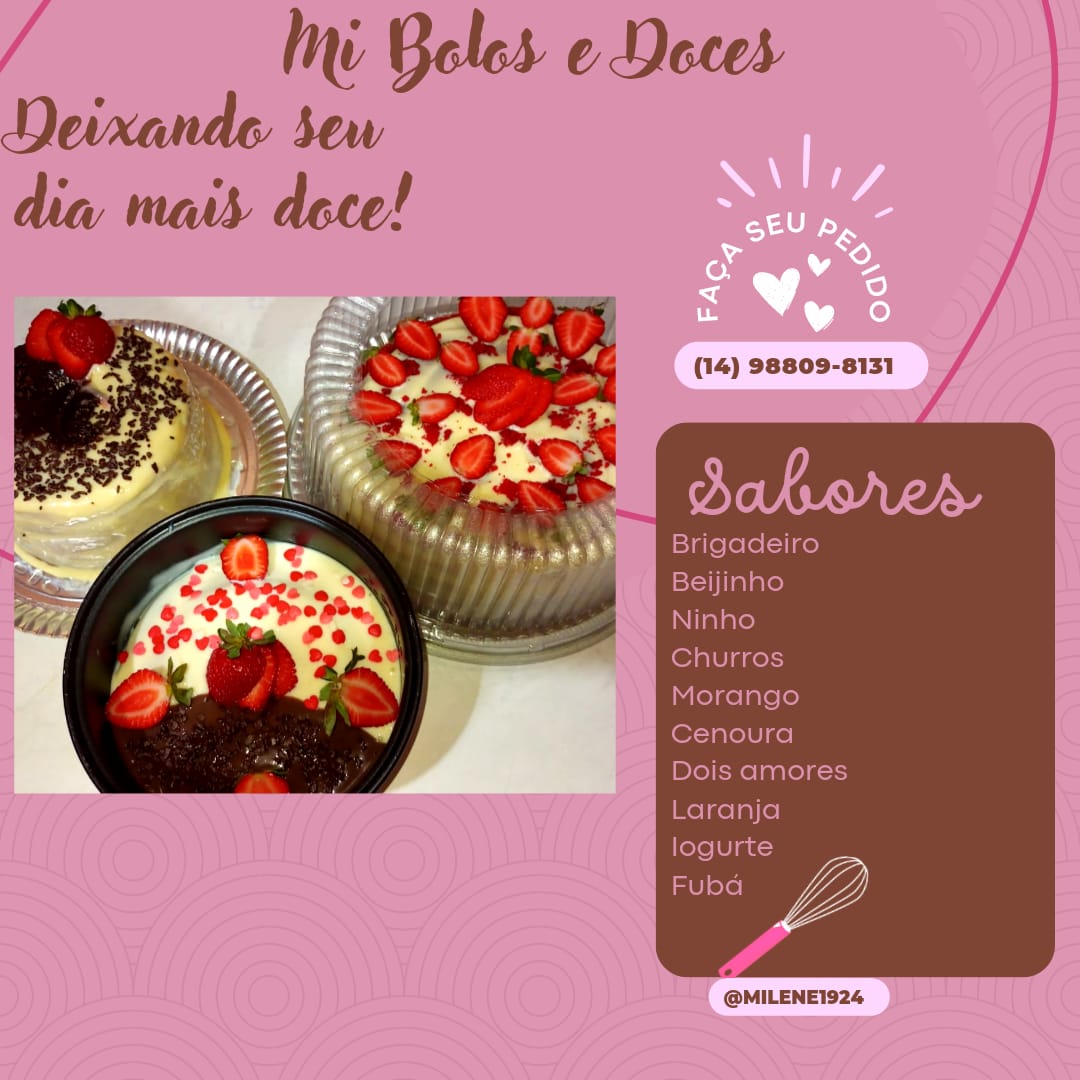 Mi Bolos e Doces
Deixando seu
dia mais doce!
FAÇA SEU PEDIDO
(14) 98809-8131
Sabores
Brigadeiro
Beijinho
Ninho
Churros
Morango
Cenoura
Dois amores
Laranja
Iogurte
Fubá
@MILENE1924